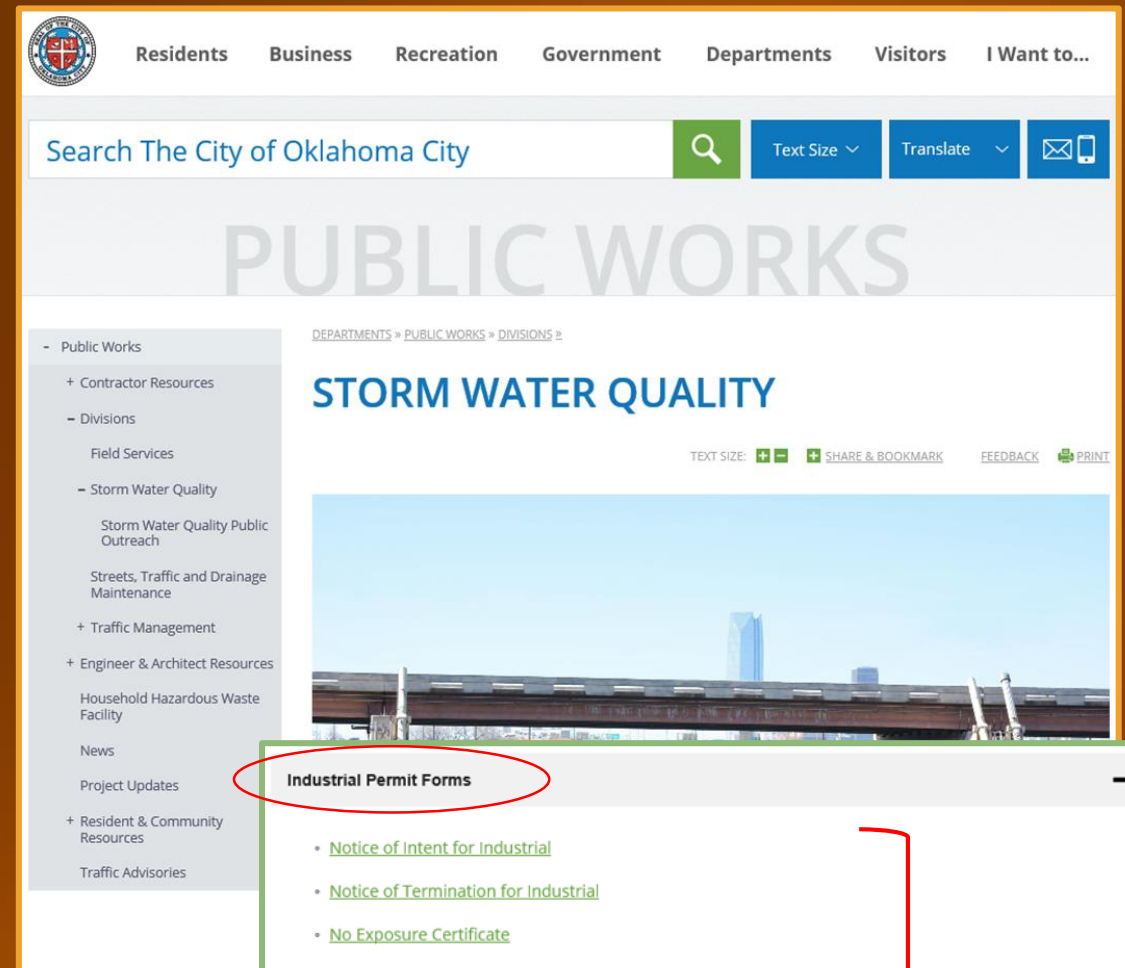 Residents Business Recreation Government Departments Visitors I Want to...
Search The City of Oklahoma City
Text Size Translate
PUBLIC WORKS
- Public Works
+ Contractor Resources
– Divisions
Field Services
– Storm Water Quality
Storm Water Quality Public
Outreach
Streets, Traffic and Drainage
Maintenance
+ Traffic Management
+ Engineer & Architect Resources
Household Hazardous Waste
Facility
News
Project Updates
+ Resident & Community
Resources
Traffic Advisories
DEPARTMENTS » PUBLIC WORKS » DIVISIONS »
STORM WATER QUALITY
TEXT SIZE: + – + SHARE & BOOKMARK FEEDBACK PRINT
Industrial Permit Forms –
• Notice of Intent for Industrial
• Notice of Termination for Industrial
• No Exposure Certificate